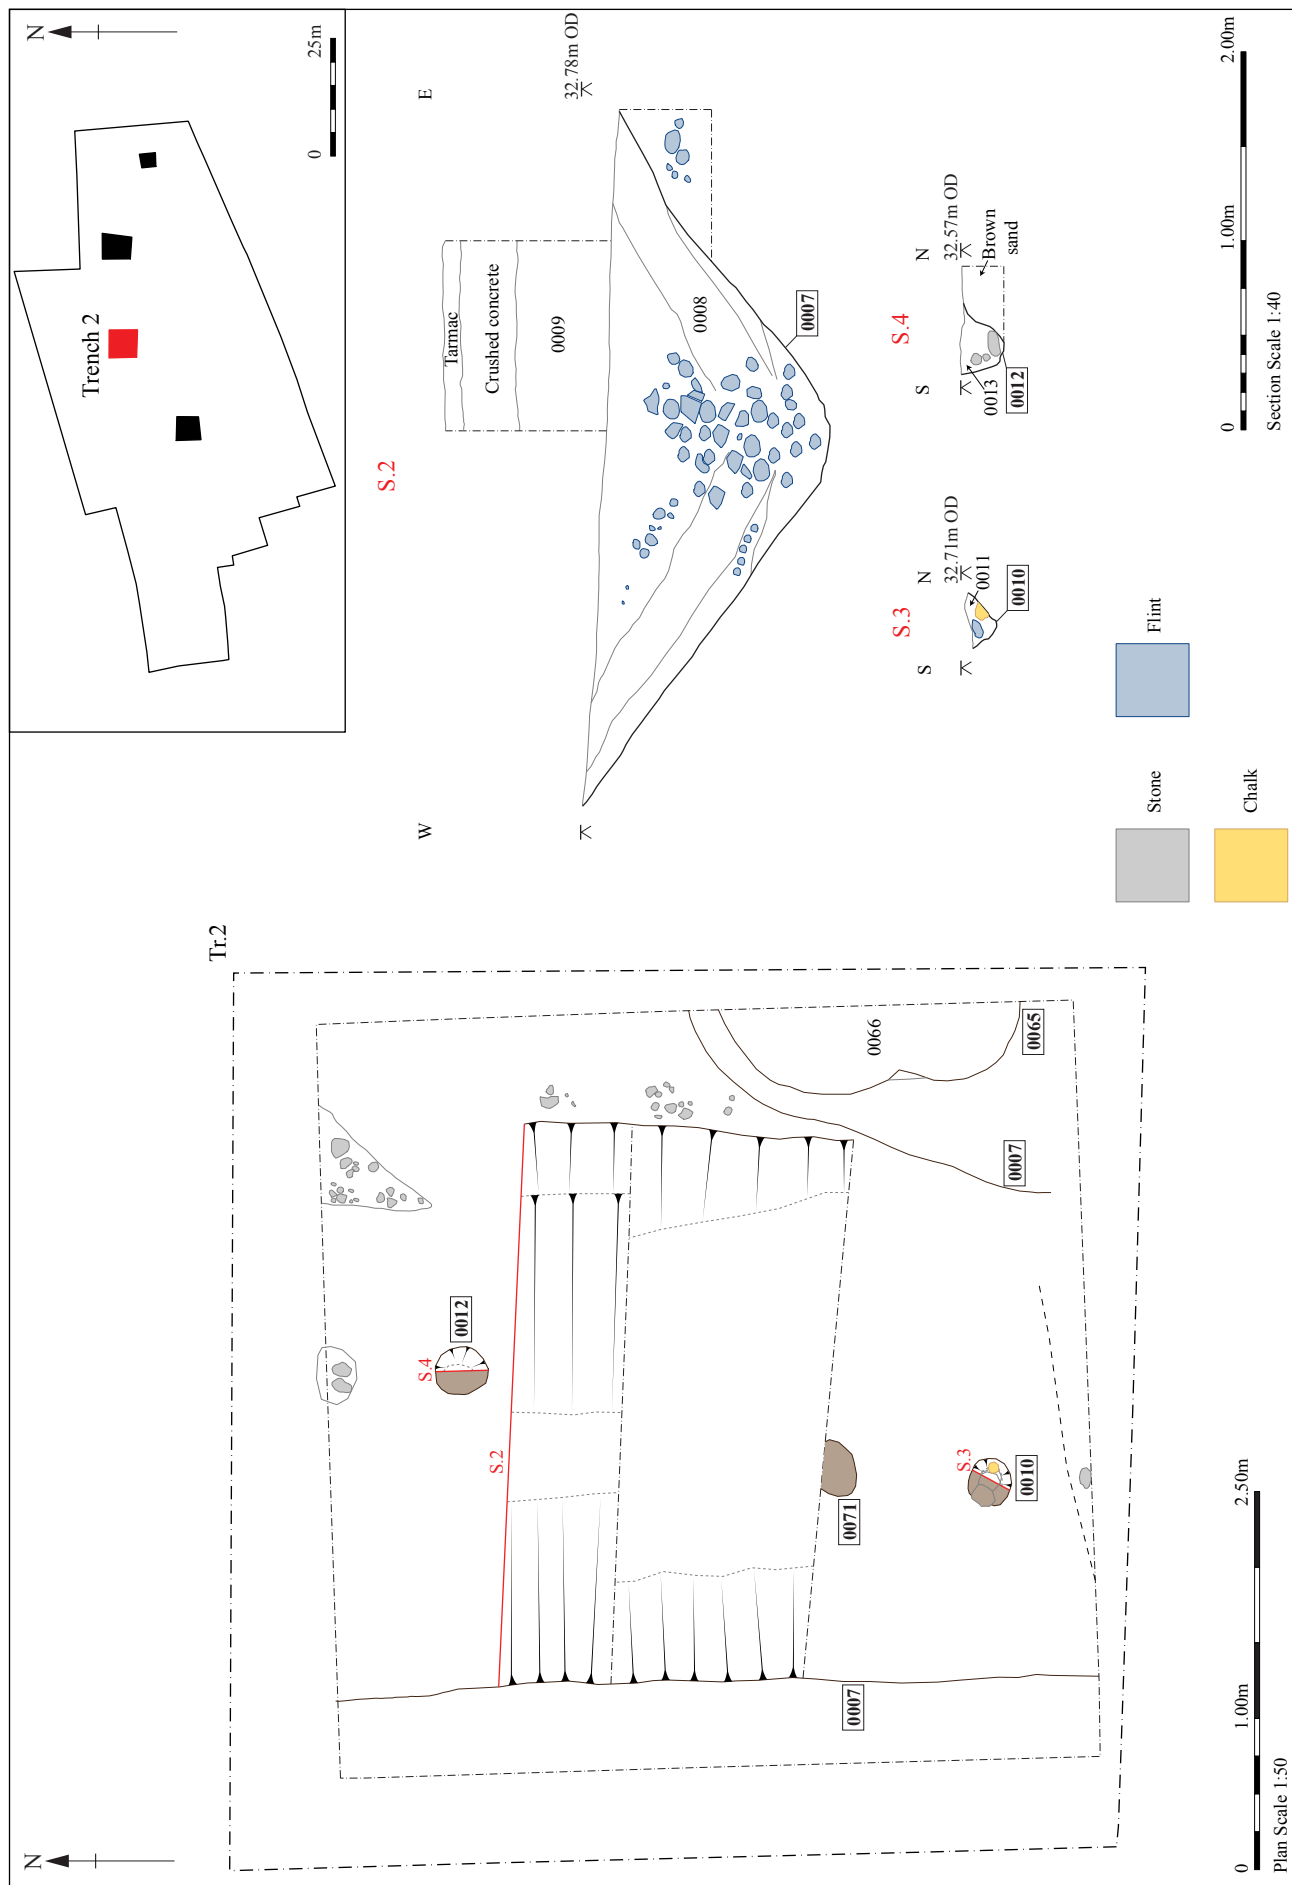 N
Trench 2
0
25m
Tr.2
N
S.4
0012
S.2
0066
0065
0007
0071
S.3
0010
0007
0
1.00m
2.50m
Plan Scale 1:50
S.2
W
E
32.78m OD
Tarmac
Crushed concrete
0009
0008
0007
S.3
S
N
32.71m OD
0011
0010
S.4
S
N
32.57m OD
0013
0012
Brown
sand
Stone
Flint
Chalk
0
1.00m
2.00m
Section Scale 1:40